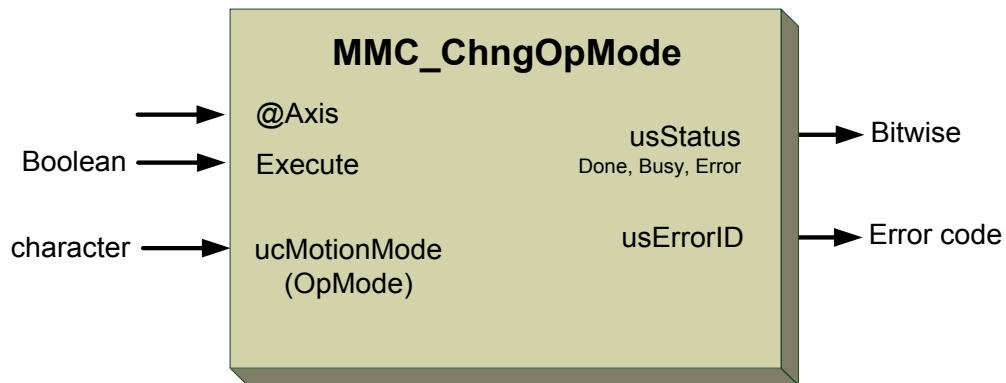 MMC_ChngOpMode
@Axis
Boolean
Execute
character
ucMotionMode
(OpMode)
usStatus
Done, Busy, Error
Bitwise
usErrorID
Error code